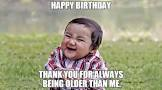 HAPPY BIRTHDAY
THANK YOU FOR ALWAYS
BEING OLDER THAN ME.